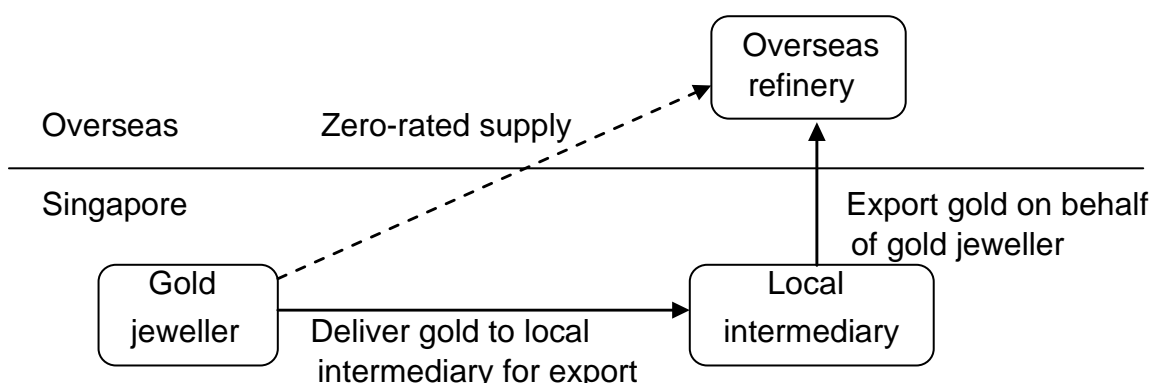 Overseas
refinery
Overseas
Zero-rated supply
Singapore
Export gold on behalf
of gold jeweller
Gold
jeweller
Local
intermediary
Deliver gold to local
intermediary for export